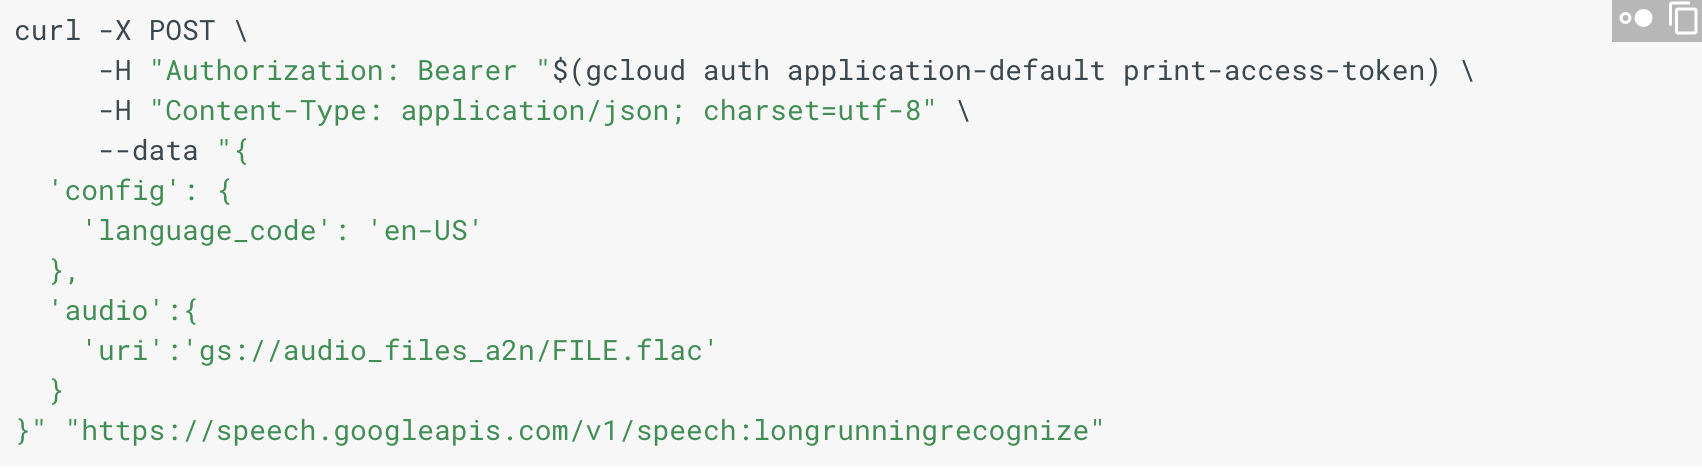 curl -X POST \
     -H "Authorization: Bearer "$(gcloud auth application-default print-access-token) \
     -H "Content-Type: application/json; charset=utf-8" \
     --data "{
  'config': {
    'language_code': 'en-US'
  },
  'audio':{
    'uri':'gs://audio_files_a2n/FILE.flac'
  }
}" "https://speech.googleapis.com/v1/speech:longrunningrecognize"